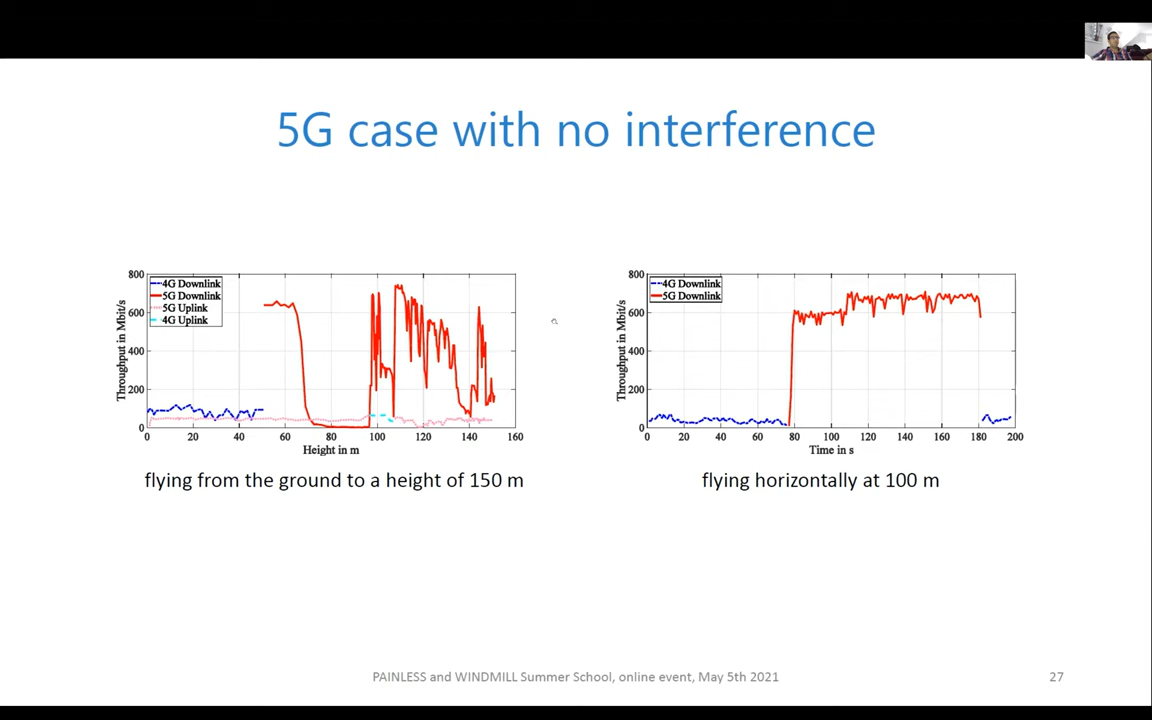 5G case with no interference
800
600
400
200
0
Throughput in Mbit/s
4G Downlink
5G Downlink
5G Uplink
4G Uplink
0 20 40 60 80 100 120 140 160
Height in m
flying from the ground to a height of 150 m
800
600
400
200
0
Throughput in Mbit/s
4G Downlink
5G Downlink
0 20 40 60 80 100 120 140 160 180 200
Time in s
flying horizontally at 100 m
PAINLESS and WINDMILL Summer School, online event, May 5th 2021
27